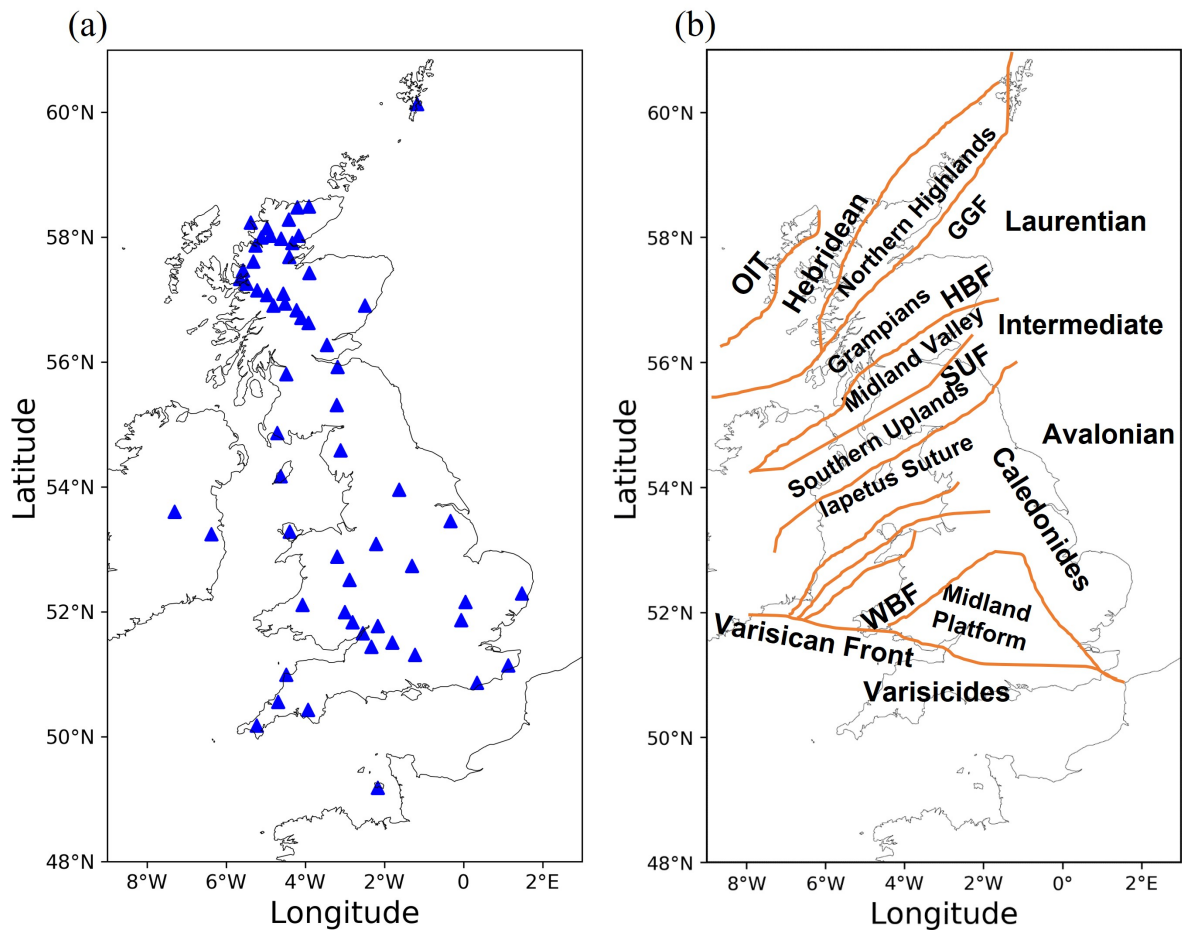 (a)
60°N
58°N
56°N
54°N
52°N
50°N
48°N
Latitude
8°W
6°W
4°W
2°W
0
2°E
Longitude
(b)
60°N
58°N
56°N
54°N
52°N
50°N
48°N
Latitude
8°W
6°W
4°W
2°W
0°
2°E
Longitude
OIT
Hebridean
Northern Highlands
GGF
Laurentian
Grampians
HBF
Midland Valley
Intermediate
SUF
Southern Uplands
Iapetus Suture
Avalonian
Caledonides
WBF
Midland
Platform
Varisican Front
Varisicides